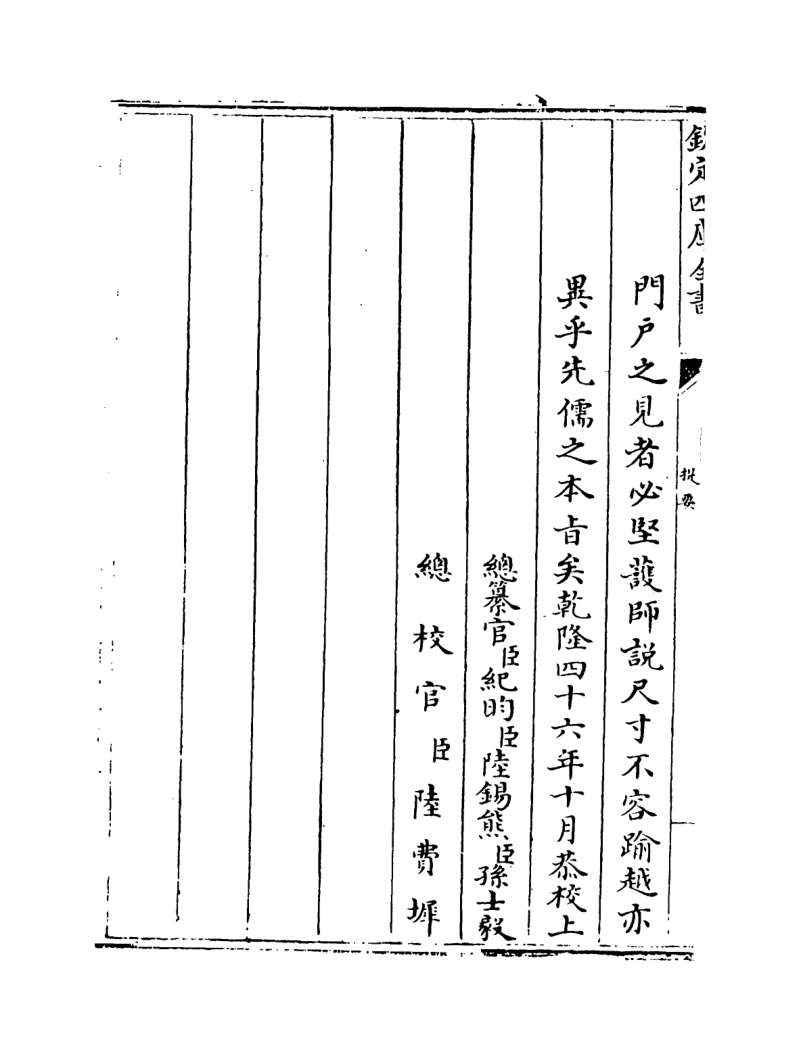 欽定四庫全書
提要
門戶之見者必堅護師説尺寸不容踰越亦
異乎先儒之本旨矣乾隆四十六年十月恭校上
總纂官臣紀昀臣陸錫熊臣孫士毅
總校官臣陸費墀